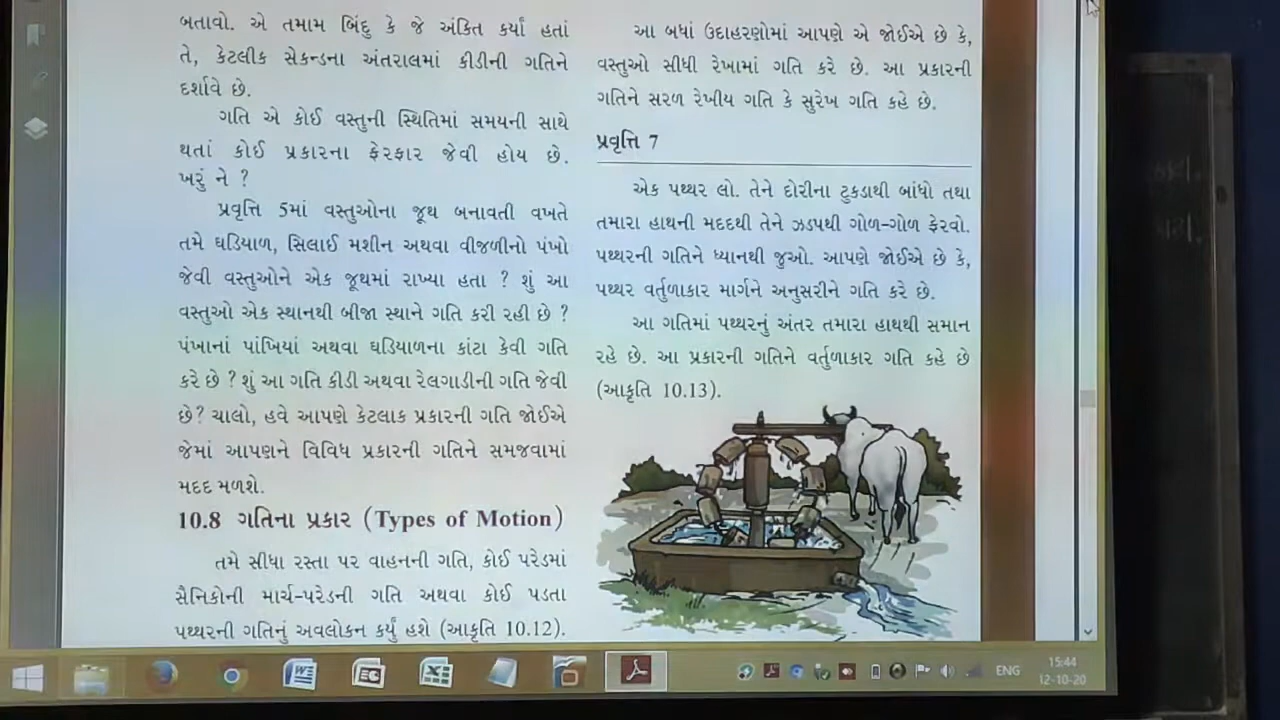 બતાવો. એ તમામ બિંદુ કે જે અંકિત કર્યાં હતાં
તે, કેટલીક સેકન્ડના અંતરાલમાં કીડીની ગતિને
દર્શાવે છે.
ગતિ એ કોઈ વસ્તુની સ્થિતિમાં સમયની સાથે
થતાં કોઈ પ્રકારના ફેરફાર જેવી હોય છે.
ખરું ને ?
પ્રવૃત્તિ 5માં વસ્તુઓના જૂથ બનાવતી વખતે
તમે ઘડિયાળ, સિલાઈ મશીન અથવા વીજળીનો પંખો
જેવી વસ્તુઓને એક જૂથમાં રાખ્યા હતા ? શું આ
વસ્તુઓ એક સ્થાનથી બીજા સ્થાને ગતિ કરી રહી છે ?
પંખાનાં પાંખિયાં અથવા ઘડિયાળના કાંટા કેવી ગતિ
કરે છે ? શું આ ગતિ કીડી અથવા રેલગાડીની ગતિ જેવી
છે? ચાલો, હવે આપણે કેટલાક પ્રકારની ગતિ જોઈએ
જેમાં આપણને વિવિધ પ્રકારની ગતિને સમજવામાં
મદદ મળશે.
10.8 ગતિના પ્રકાર (Types of Motion)
તમે સીધા રસ્તા પર વાહનની ગતિ, કોઈ પરેડમાં
સૈનિકોની માર્ચ-પરેડની ગતિ અથવા કોઈ પડતા
પથ્થરની ગતિનું અવલોકન કર્યું હશે (આકૃતિ 10.12).
આ બધાં ઉદાહરણોમાં આપણે એ જોઈએ છે કે,
વસ્તુઓ સીધી રેખામાં ગતિ કરે છે. આ પ્રકારની
ગતિને સરળ રેખીય ગતિ કે સુરેખ ગતિ કહે છે.
પ્રવૃત્તિ 7
એક પથ્થર લો. તેને દોરીના ટુકડાથી બાંધો તથા
તમારા હાથની મદદથી તેને ઝડપથી ગોળ-ગોળ ફેરવો.
પથ્થરની ગતિને ધ્યાનથી જુઓ. આપણે જોઈએ છે કે,
પથ્થર વર્તુળાકાર માર્ગને અનુસરીને ગતિ કરે છે.
આ ગતિમાં પથ્થરનું અંતર તમારા હાથથી સમાન
રહે છે. આ પ્રકારની ગતિને વર્તુળાકાર ગતિ કહે છે
(આકૃતિ 10.13).
ENG
15:44
12-10-20